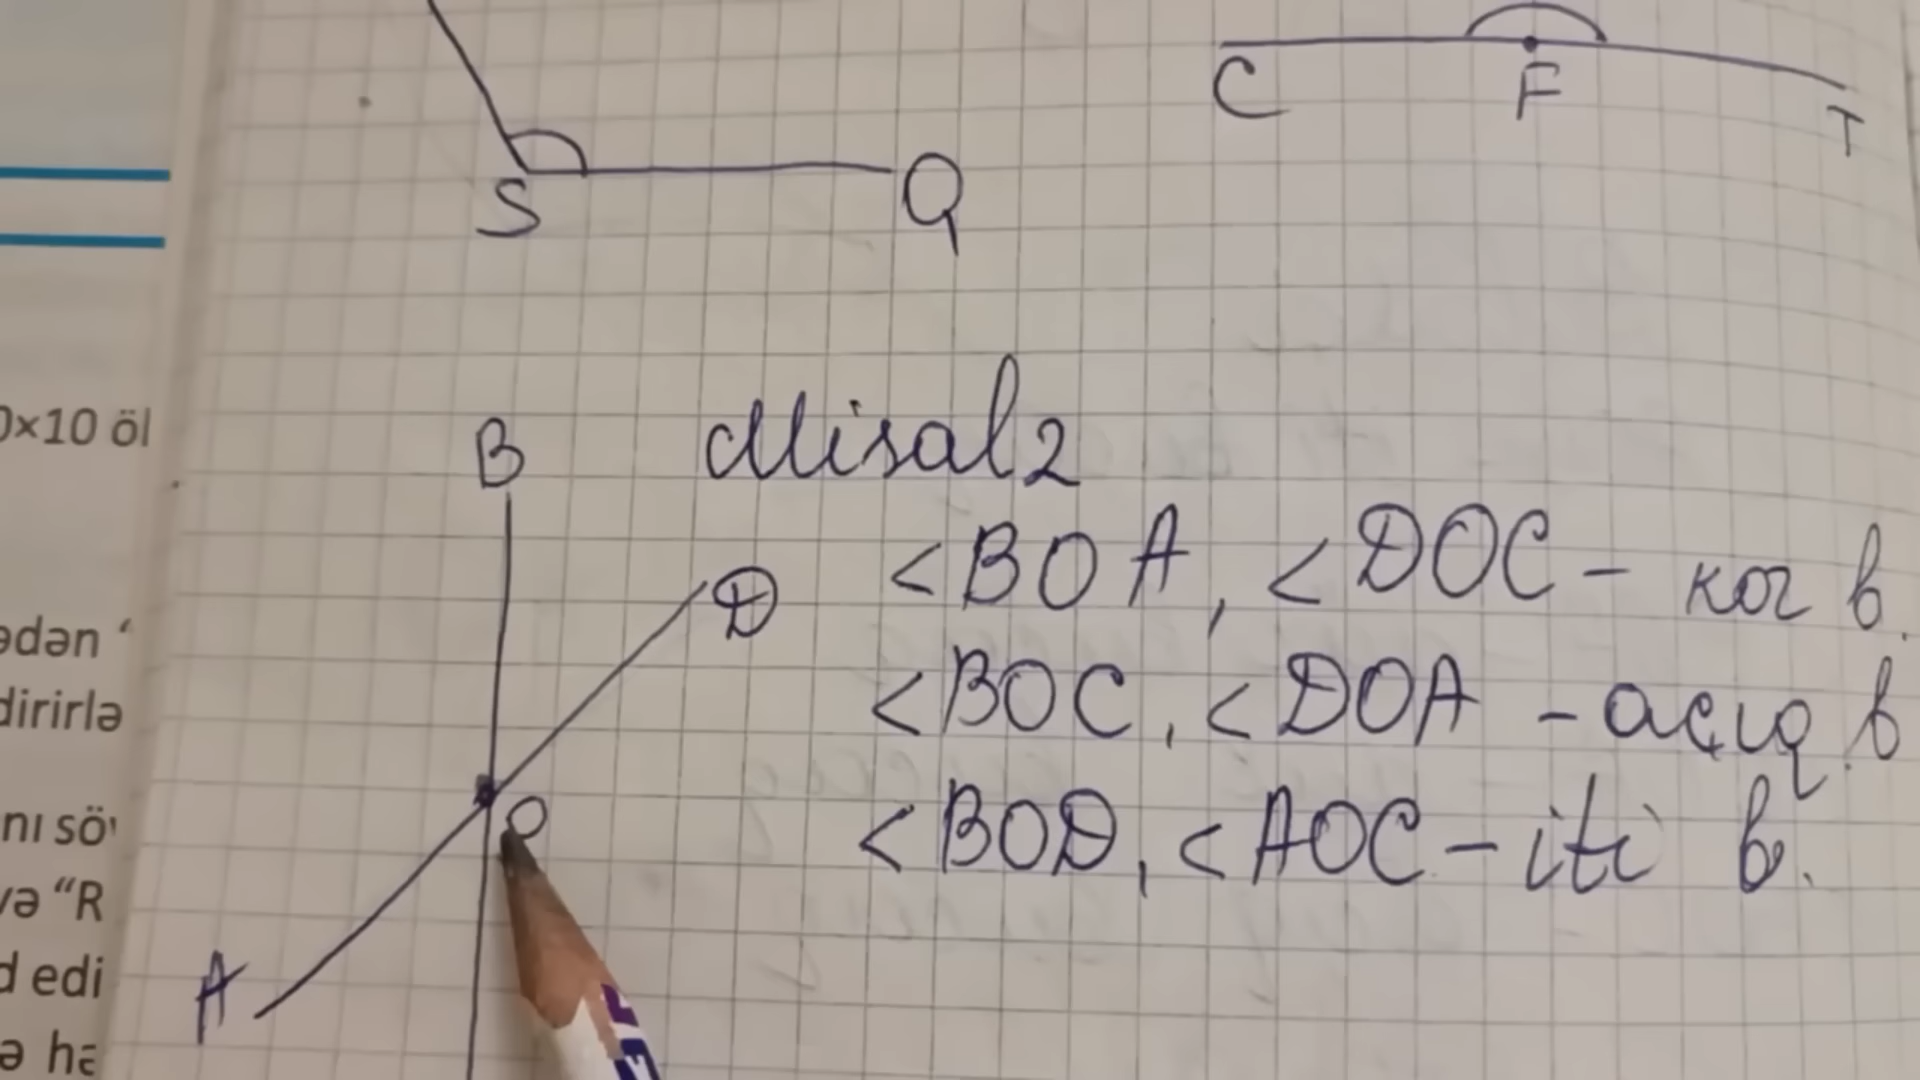 C F T
S Q
0×10 öl
B Misal 2
<BOA, <DOC - kor b.
D
ədən “
<BOC, <DOA - açıq b
dirirlə
O
<BOD, <AOC - iti b.
nı sö
və “R
A
d edi
ə hə